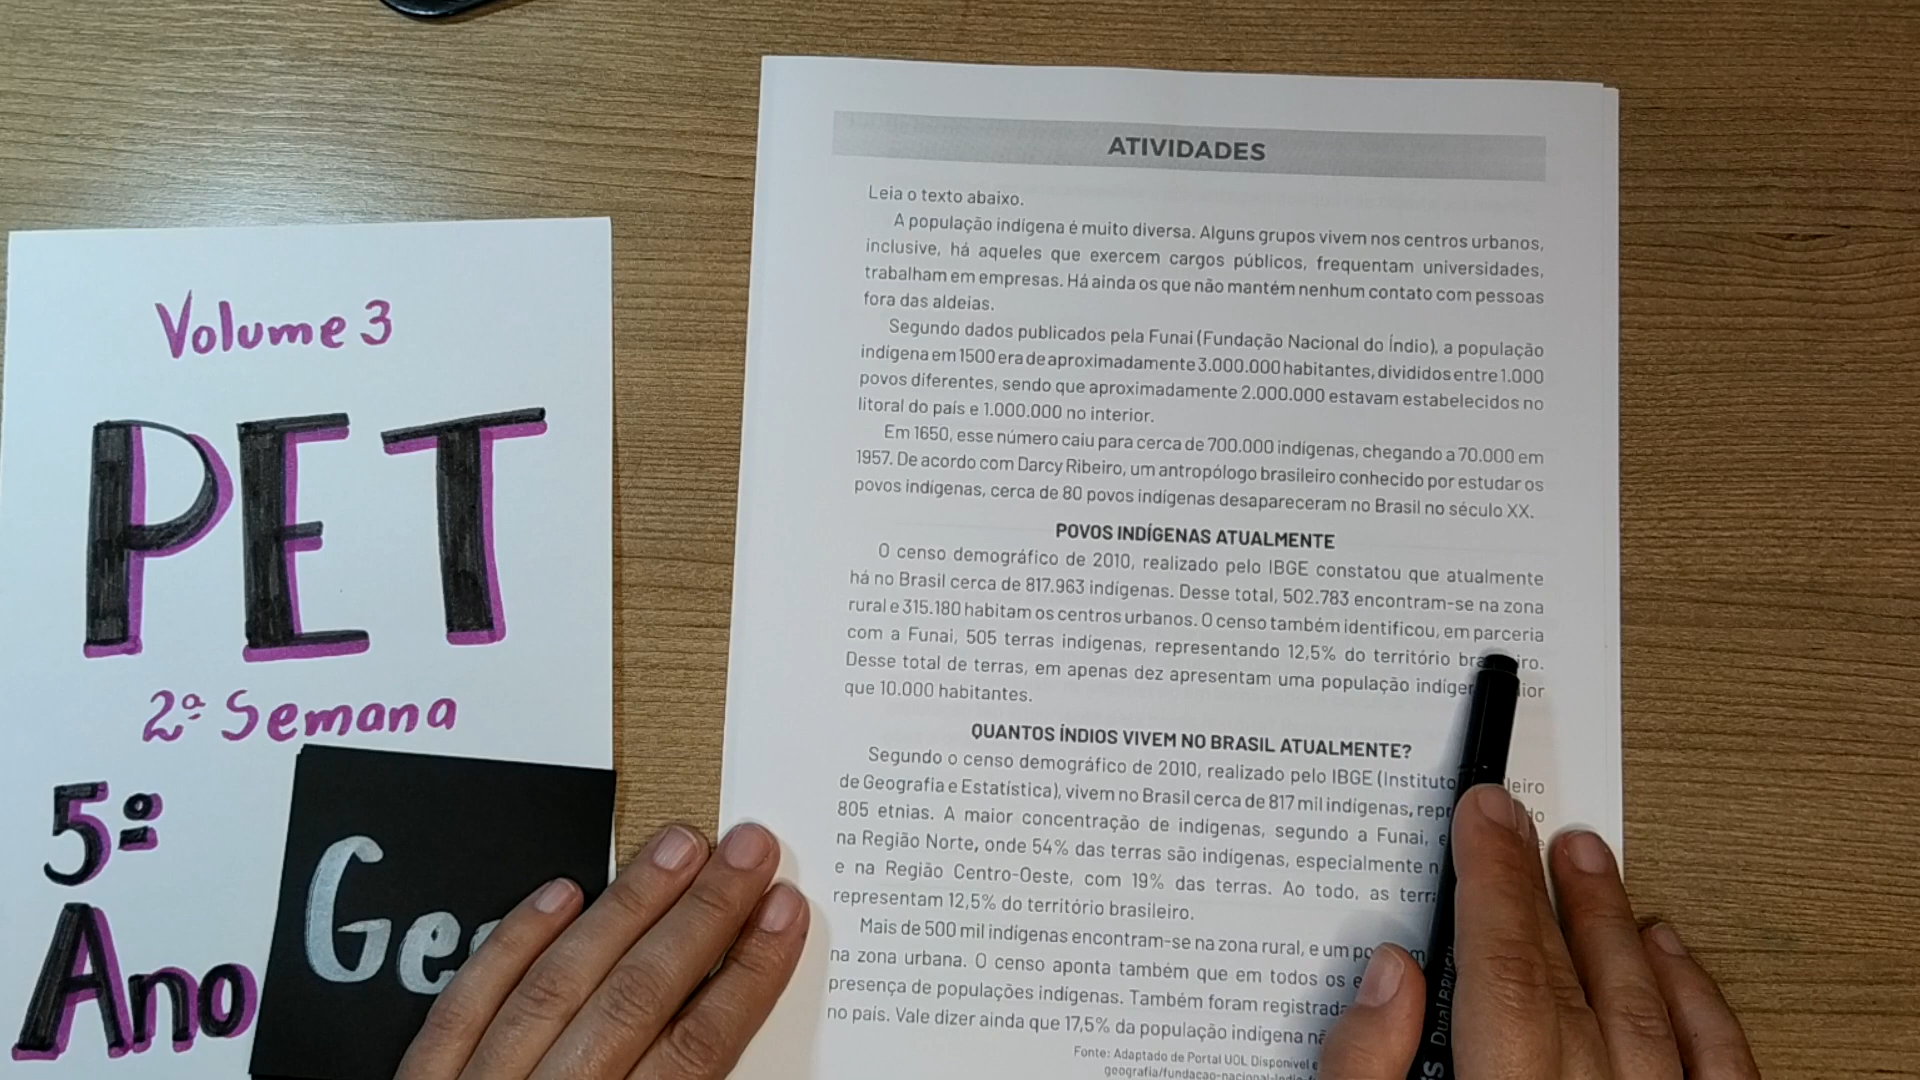 Volume 3
PET
2ª Semana
5º
Ano
ATIVIDADES
Leia o texto abaixo.
A população indígena é muito diversa. Alguns grupos vivem nos centros urbanos,
inclusive, há aqueles que exercem cargos públicos, frequentam universidades,
trabalham em empresas. Há ainda os que não mantém nenhum contato com pessoas
fora das aldeias.
Segundo dados publicados pela Funai (Fundação Nacional do Índio), a população
indígena em 1500 era de aproximadamente 3.000.000 habitantes, divididos entre 1.000
povos diferentes, sendo que aproximadamente 2.000.000 estavam estabelecidos no
litoral do país e 1.000.000 no interior.
Em 1650, esse número caiu para cerca de 700.000 indígenas, chegando a 70.000 em
1957. De acordo com Darcy Ribeiro, um antropólogo brasileiro conhecido por estudar os
povos indígenas, cerca de 80 povos indígenas desapareceram no Brasil no século XX.
POVOS INDÍGENAS ATUALMENTE
O censo demográfico de 2010, realizado pelo IBGE constatou que atualmente
há no Brasil cerca de 817.963 indígenas. Desse total, 502.783 encontram-se na zona
rural e 315.180 habitam os centros urbanos. O censo também identificou, em parceria
com a Funai, 505 terras indígenas, representando 12,5% do território
Desse total de terras, em apenas dez apresentam uma população
que 10.000 habitantes.
QUANTOS ÍNDIOS VIVEM NO BRASIL ATUALMENTE?
Segundo o censo demográfico de 2010, realizado pelo IBGE (Instituto
de Geografia e Estatística), vivem no Brasil cerca de 817 mil indígenas,
805 etnias. A maior concentração de indígenas, segundo a Funai,
na Região Norte, onde 54% das terras são indígenas, especialmente
e na Região Centro-Oeste, com 19% das terras. Ao todo, as
representam 12,5% do território brasileiro.
Mais de 500 mil indígenas encontram-se na zona rural, e um
na zona urbana. O censo aponta também que em todos os
presença de populações indígenas. Também foram
no país. Vale dizer ainda que 17,5% da população indígena
Fonte: Adaptado de Portal UOL Disponível
Dual BRUSH